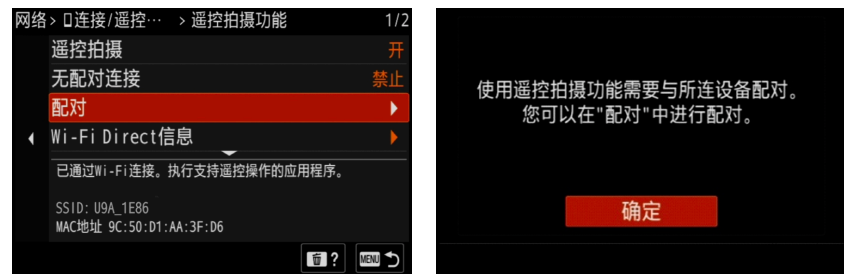 网络>▯连接/遥控… >遥控拍摄功能 1/2
遥控拍摄 开
无配对连接 禁止
配对
Wi-Fi Direct信息
已通过Wi-Fi连接。执行支持遥控操作的应用程序。
SSID: U9A_1E86
MAC地址 9C:50:D1:AA:3F:D6
?
MENU
使用遥控拍摄功能需要与所连设备配对。
您可以在"配对"中进行配对。
确定